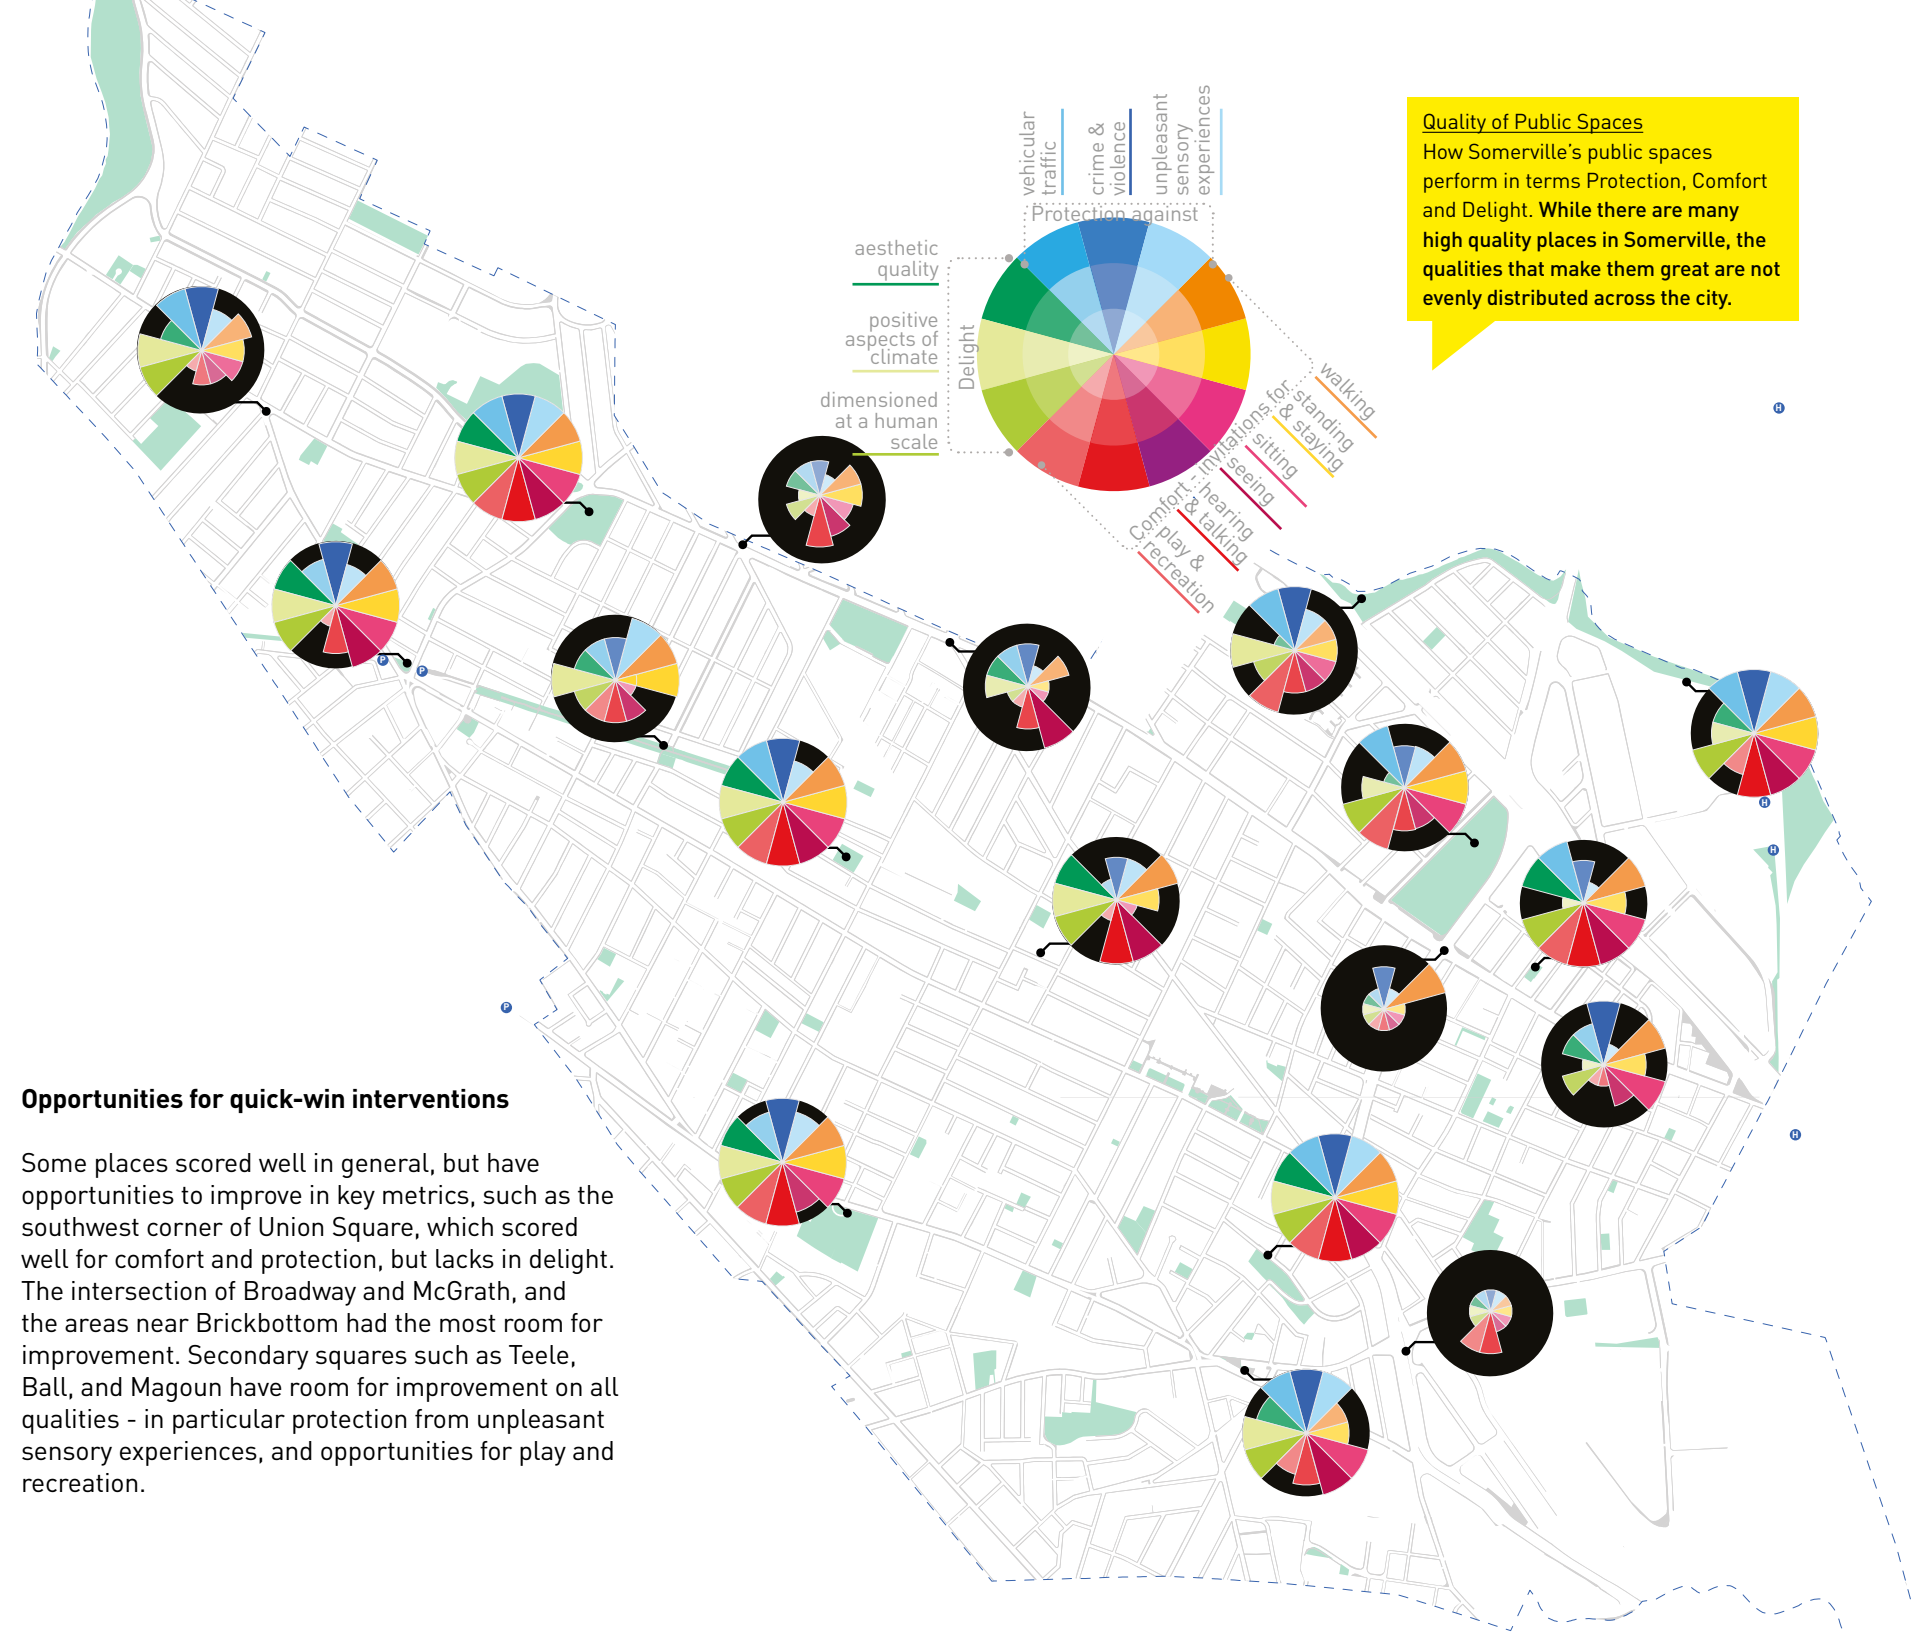 vehicular
traffic
crime &
violence
unpleasant
sensory
experiences
Protection against
aesthetic
quality
positive
aspects of
climate
dimensioned
at a human
scale
Delight
Comfort - invitations for
walking
standing
& staying
sitting
seeing
hearing
& talking
play &
recreation
Quality of Public Spaces
How Somerville's public spaces
perform in terms Protection, Comfort
and Delight. While there are many
high quality places in Somerville, the
qualities that make them great are not
evenly distributed across the city.
H
P
P
H
H
P
H
Opportunities for quick-win interventions
Some places scored well in general, but have
opportunities to improve in key metrics, such as the
southwest corner of Union Square, which scored
well for comfort and protection, but lacks in delight.
The intersection of Broadway and McGrath, and
the areas near Brickbottom had the most room for
improvement. Secondary squares such as Teele,
Ball, and Magoun have room for improvement on all
qualities - in particular protection from unpleasant
sensory experiences, and opportunities for play and
recreation.